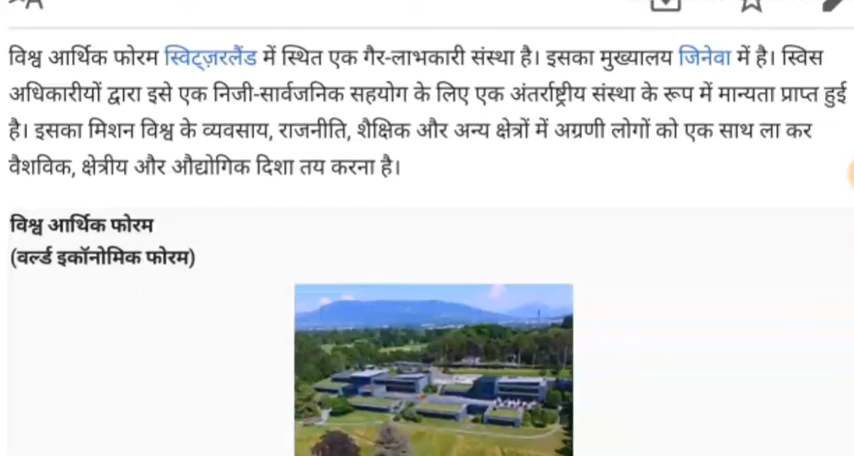 विश्व आर्थिक फोरम स्विट्ज़रलैंड में स्थित एक गैर-लाभकारी संस्था है। इसका मुख्यालय जिनेवा में है। स्विस
अधिकारीयों द्वारा इसे एक निजी-सार्वजनिक सहयोग के लिए एक अंतर्राष्ट्रीय संस्था के रूप में मान्यता प्राप्त हुई
है। इसका मिशन विश्व के व्यवसाय, राजनीति, शैक्षिक और अन्य क्षेत्रों में अग्रणी लोगों को एक साथ ला कर
वैशविक, क्षेत्रीय और औद्योगिक दिशा तय करना है।
विश्व आर्थिक फोरम
(वर्ल्ड इकॉनोमिक फोरम)